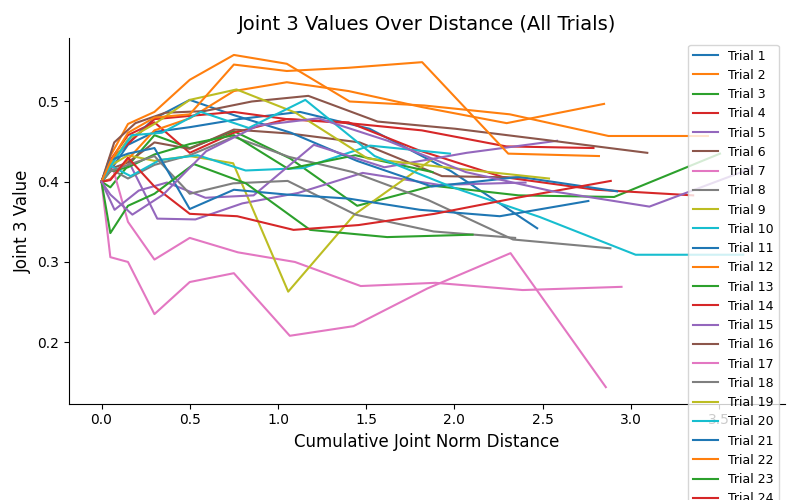 Joint 3 Values Over Distance (All Trials)
Joint 3 Value
0.5
0.4
0.3
0.2
0.0
0.5
1.0
1.5
2.0
2.5
3.0
3.5
Cumulative Joint Norm Distance
Trial 1
Trial 2
Trial 3
Trial 4
Trial 5
Trial 6
Trial 7
Trial 8
Trial 9
Trial 10
Trial 11
Trial 12
Trial 13
Trial 14
Trial 15
Trial 16
Trial 17
Trial 18
Trial 19
Trial 20
Trial 21
Trial 22
Trial 23
Trial 24